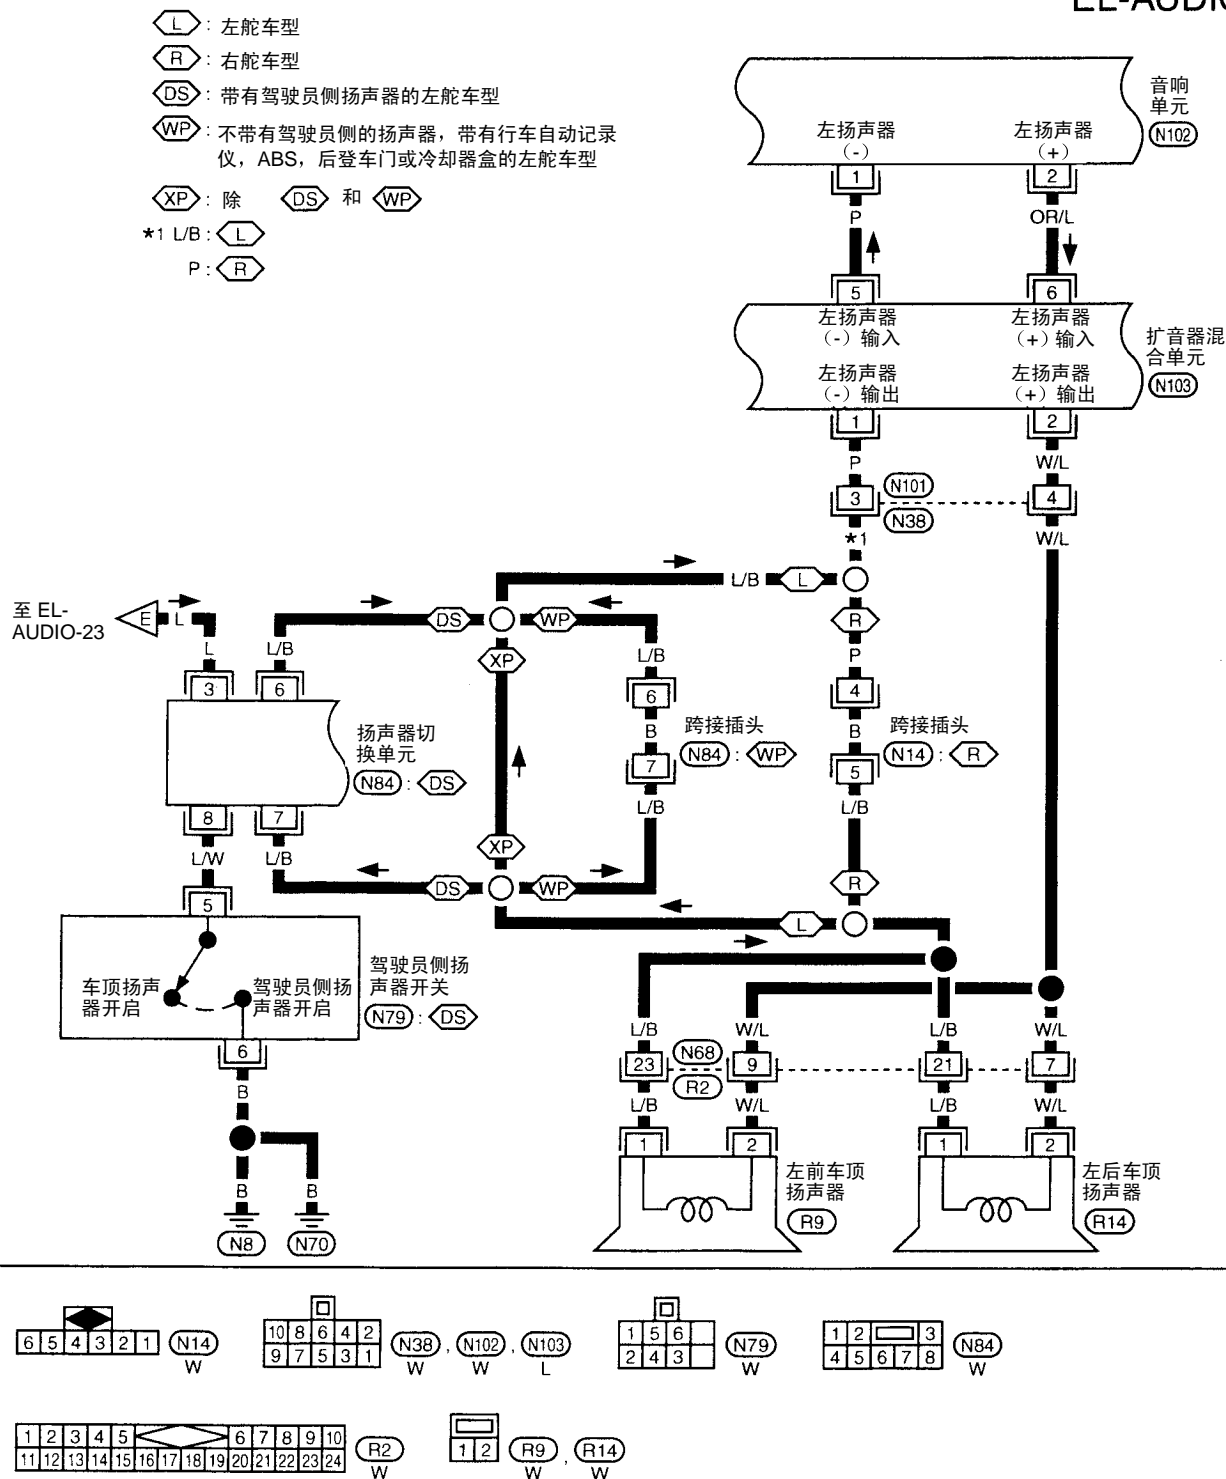 EL-AUDIO
L : 左舵车型
R : 右舵车型
DS : 带有驾驶员侧扬声器的左舵车型
WP : 不带有驾驶员侧的扬声器，带有行车自动记录
仪，ABS，后登车门或冷却器盒的左舵车型
XP : 除 DS 和 WP
*1 L/B : L
P : R
音响
单元
N102
左扬声器
(-)
左扬声器
(+)
1 2
P OR/L
5 6
左扬声器
（-）输入
左扬声器
（+）输入
扩音器混
合单元
N103
左扬声器
（-）输出
左扬声器
（+）输出
1 2
P W/L
3 N101 4
N38
*1 W/L
L/B L
至 EL-
AUDIO-23
E L
DS WP R
L L/B XP L/B P
3 6 6 4
B B
扬声器切
换单元
N84 : DS
跨接插头
N84 : WP
跨接插头
N14 : R
7 5
L/B L/B
8 7
XP
L/W L/B
DS WP R
5
L
车顶扬声
器开启
驾驶员侧扬
声器开启
驾驶员侧扬
声器开关
N79 : DS
6
B
B B
N8 N70
L/B W/L L/B W/L
23 N68 9 21 7
R2
L/B W/L L/B W/L
1 2 1 2
左前车顶
扬声器
R9
左后车顶
扬声器
R14
6 5 4 3 2 1
N14
W
10 8 6 4 2
9 7 5 3 1
N38 , N102 , N103
W W L
1 5 6
2 4 3
N79
W
1 2 3
4 5 6 7 8
N84
W
1 2 3 4 5 6 7 8 9 10
11 12 13 14 15 16 17 18 19 20 21 22 23 24
R2
W
1 2
R9 , R14
W W